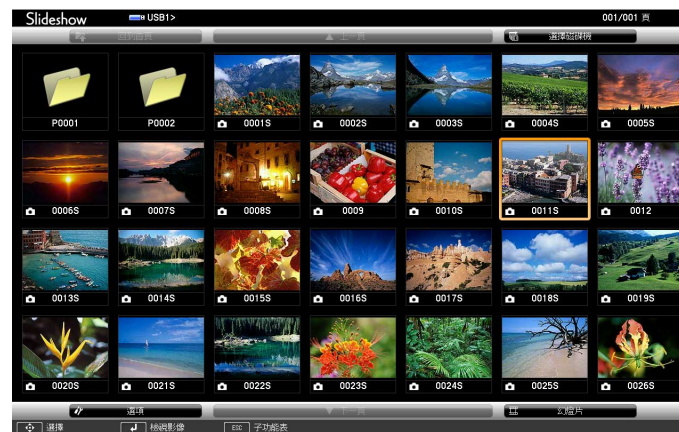 Slideshow USB1> 001/001 頁
回到首頁 ▲ 上一頁 選擇磁碟機
P0001 P0002 0001S 0002S 0003S 0004S 0005S
0006S 0007S 0008S 0009 0010S 0011S 0012
0013S 0014S 0015S 0016S 0017S 0018S 0019S
0020S 0021S 0022S 0023S 0024S 0025S 0026S
選項 ▼ 下一頁 幻燈片
選擇 檢視影像 ESC 子功能表